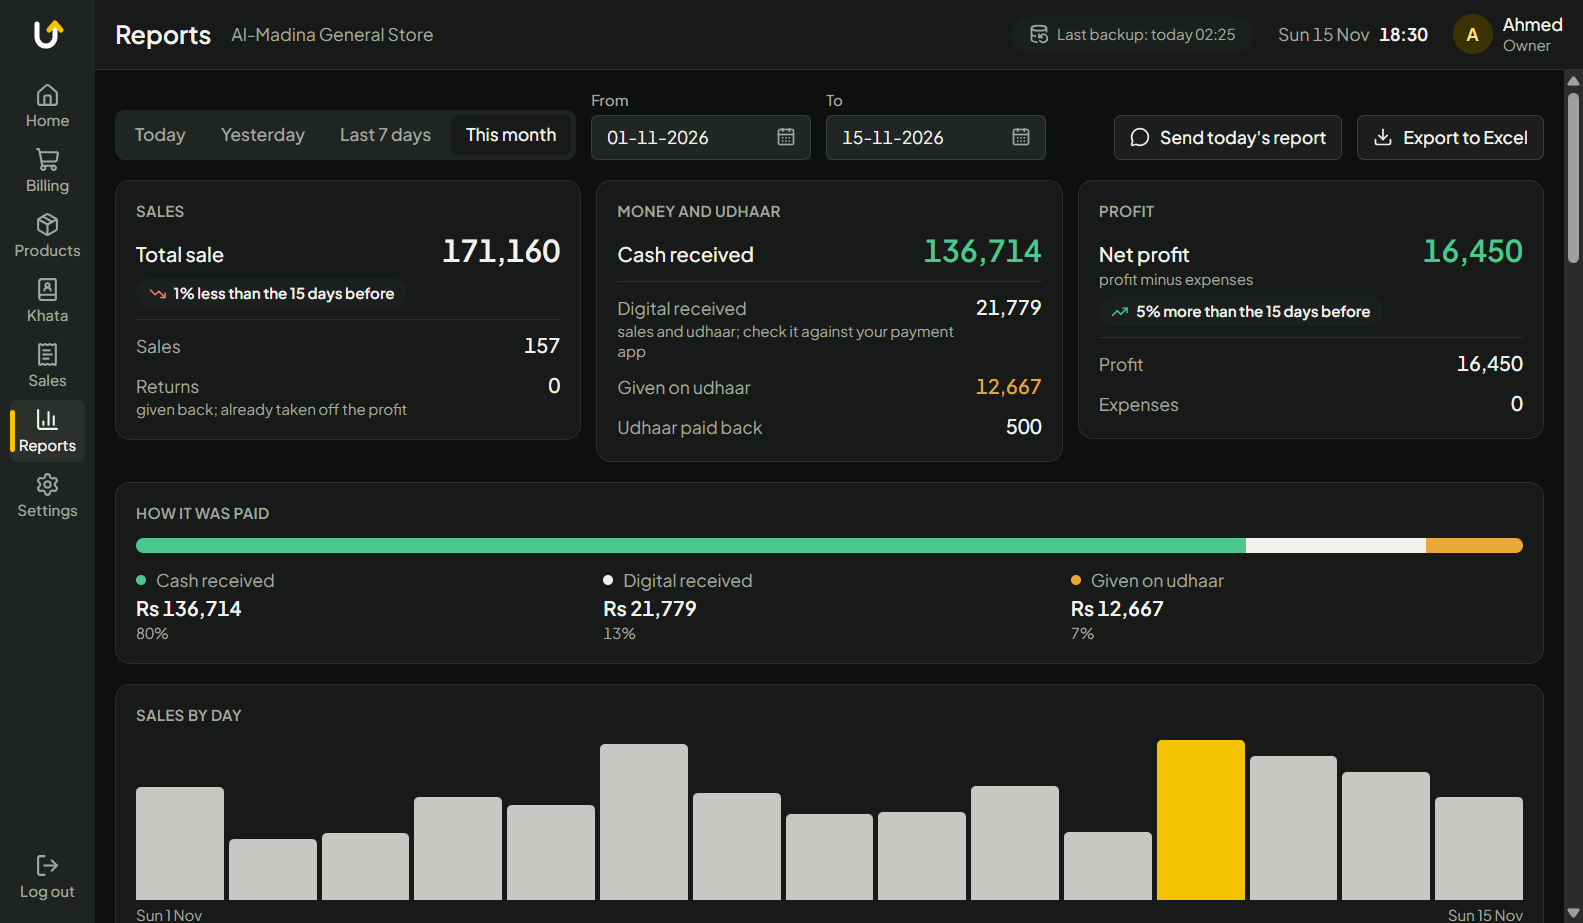 Reports
Al-Madina General Store
Last backup: today 02:25
Sun 15 Nov 18:30
A
Ahmed
Owner
Home
Billing
Products
Khata
Sales
Reports
Settings
Log out
Today
Yesterday
Last 7 days
This month
From
01-11-2026
To
15-11-2026
Send today's report
Export to Excel
SALES
Total sale 171,160
1% less than the 15 days before
Sales 157
Returns 0
given back; already taken off the profit
MONEY AND UDHAAR
Cash received 136,714
Digital received 21,779
sales and udhaar; check it against your payment
app
Given on udhaar 12,667
Udhaar paid back 500
PROFIT
Net profit 16,450
profit minus expenses
5% more than the 15 days before
Profit 16,450
Expenses 0
HOW IT WAS PAID
Cash received
Rs 136,714
80%
Digital received
Rs 21,779
13%
Given on udhaar
Rs 12,667
7%
SALES BY DAY
Sun 1 Nov
Sun 15 Nov